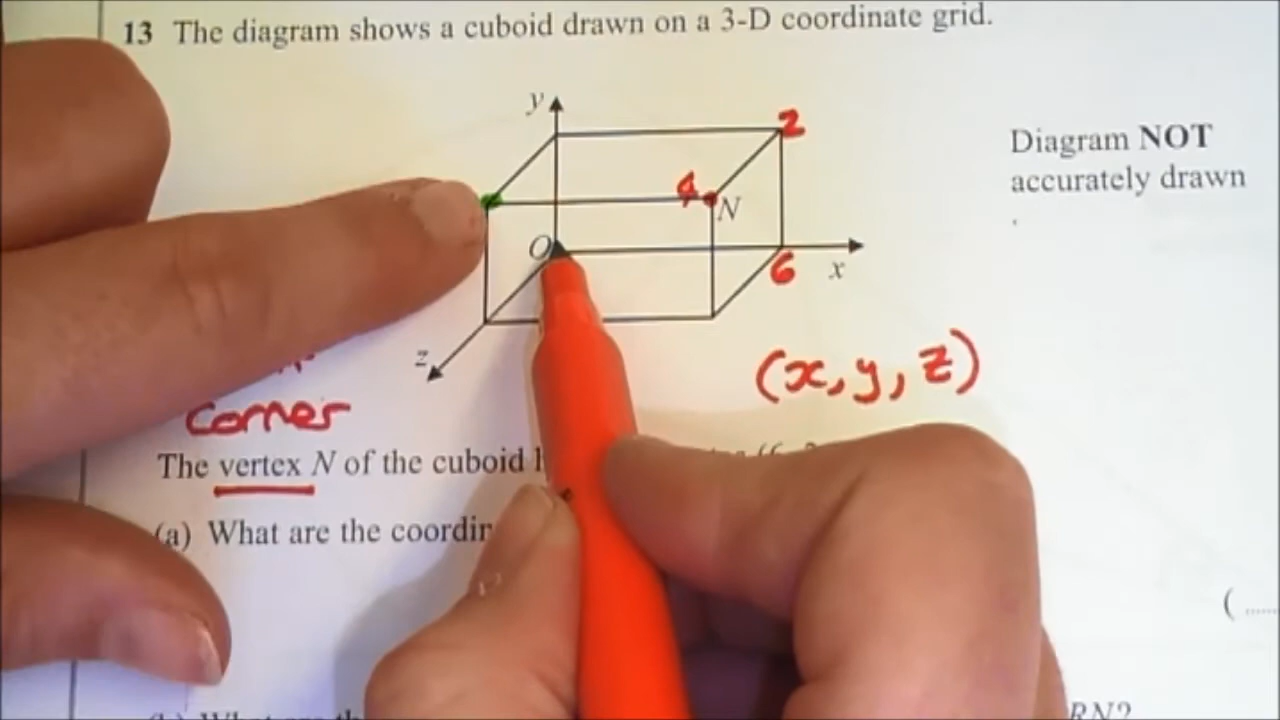 13 The diagram shows a cuboid drawn on a 3-D coordinate grid.
y
2
Diagram NOT
accurately drawn
4
N
O
6
x
z
(x, y, z)
Corner
The vertex N of the cuboid
(a) What are the
RN?